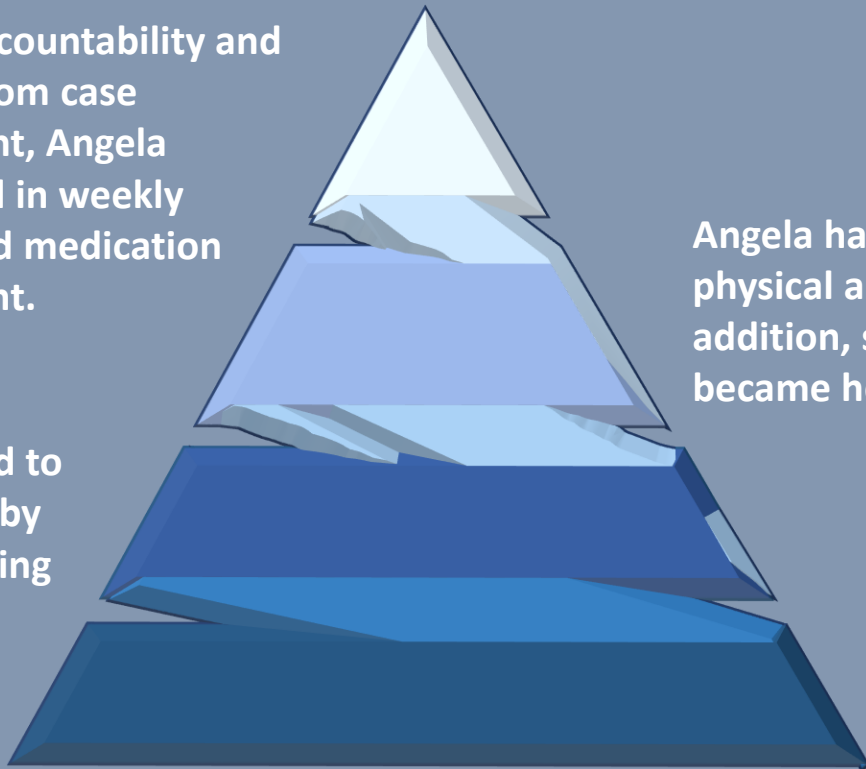 countability and
om case
nt, Angela
in weekly
d medication
nt.
Angela ha
physical a
addition, s
became h
d to
by
ing